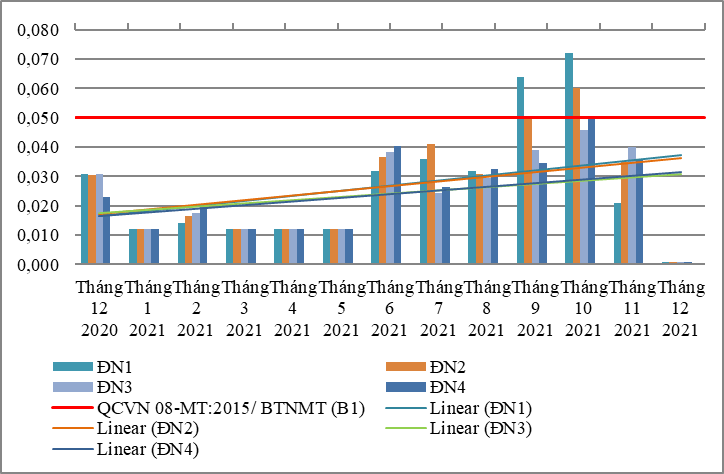 0,080
0,070
0,060
0,050
0,040
0,030
0,020
0,010
0,000
Tháng Tháng Tháng Tháng Tháng Tháng Tháng Tháng Tháng Tháng Tháng Tháng Tháng
12 1 2 3 4 5 6 7 8 9 10 11 12
2020 2021 2021 2021 2021 2021 2021 2021 2021 2021 2021 2021 2021
ĐN1 ĐN2
ĐN3 ĐN4
QCVN 08-MT:2015/ BTNMT (B1) Linear (ĐN1)
Linear (ĐN2) Linear (ĐN3)
Linear (ĐN4)